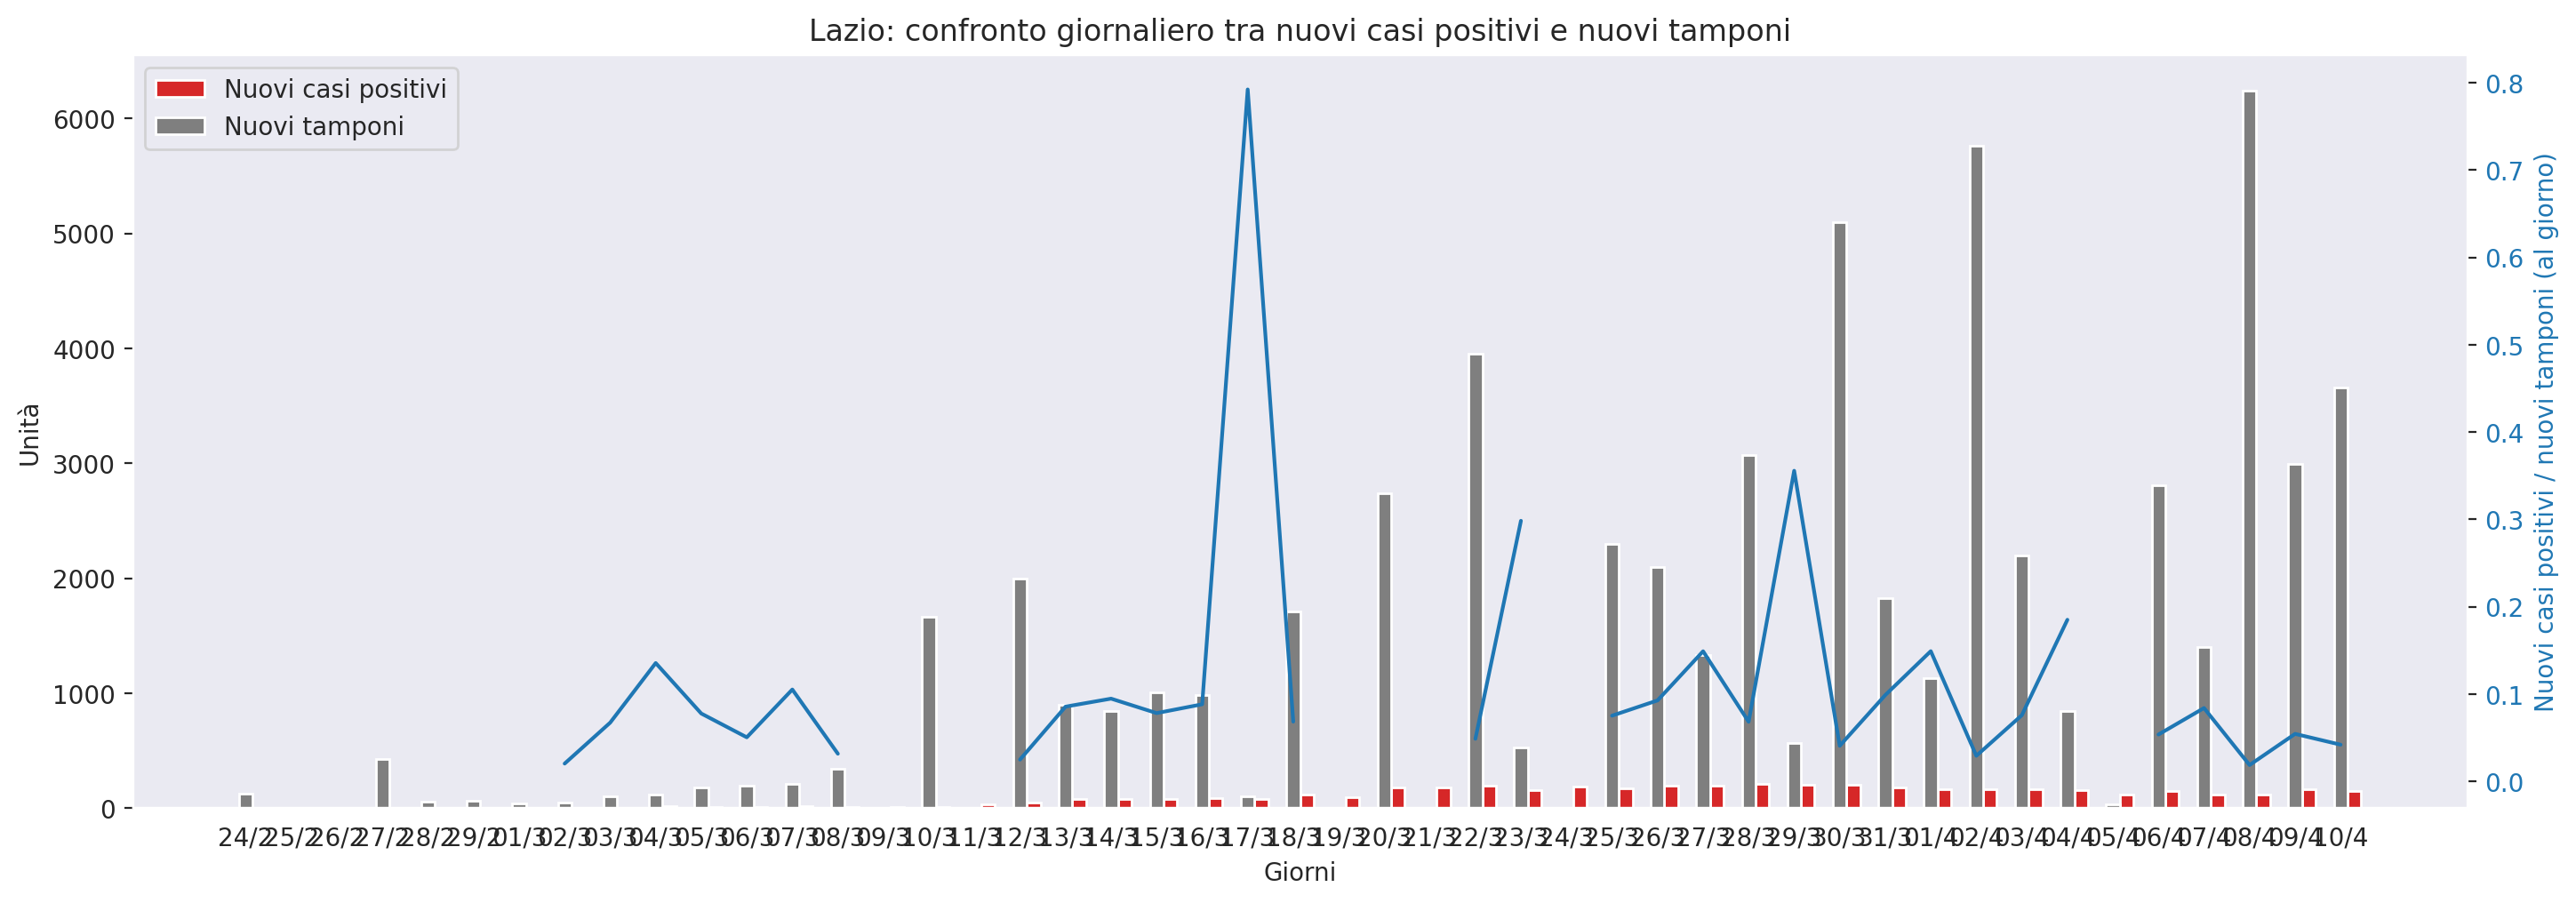 Lazio: confronto giornaliero tra nuovi casi positivi e nuovi tamponi
Nuovi casi positivi
Nuovi tamponi
6000
5000
4000
3000
2000
1000
0
Unità
0.8
0.7
0.6
0.5
0.4
0.3
0.2
0.1
0.0
Nuovi casi positivi / nuovi tamponi (al giorno)
24/2 25/2 26/2 27/2 28/2 29/2 01/3 02/3 03/3 04/3 05/3 06/3 07/3 08/3 09/3 10/3 11/3 12/3 13/3 14/3 15/3 16/3 17/3 18/3 19/3 20/3 21/3 22/3 23/3 24/3 25/3 26/3 27/3 28/3 29/3 30/3 31/3 01/4 02/4 03/4 04/4 05/4 06/4 07/4 08/4 09/4 10/4
Giorni